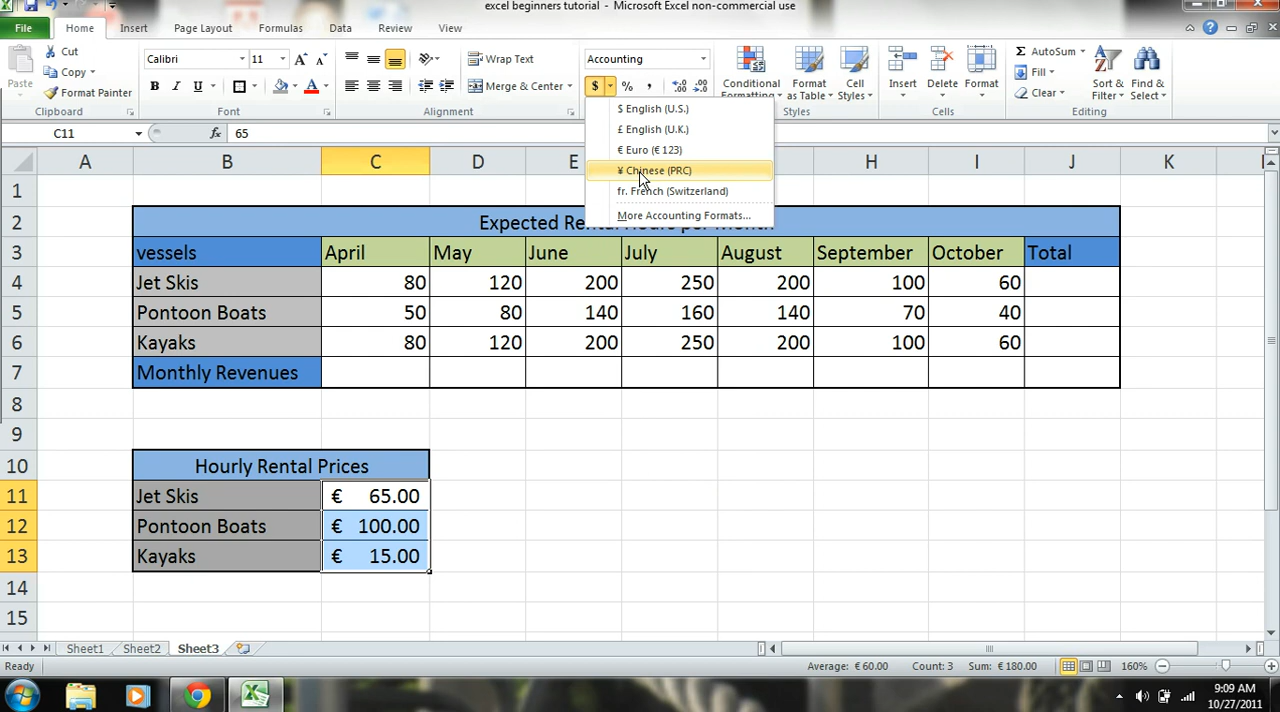 excel beginners tutorial - Microsoft Excel non-commercial use
File Home Insert Page Layout Formulas Data Review View
Cut
Copy
Format Painter
Paste
Clipboard
Calibri 11
B I U A
Font
Wrap Text
Merge & Center
Alignment
Accounting
$ % ,
Conditional Formatting
Format as Table
Cell Styles
Styles
Insert Delete Format
Cells
Σ AutoSum
Fill
Clear
Sort & Filter
Find & Select
Editing
$ English (U.S.)
£ English (U.K.)
€ Euro (€ 123)
¥ Chinese (PRC)
fr. French (Switzerland)
More Accounting Formats...
C11 fx 65
A B C D E H I J K
1
2 Expected Rental Hours per Month
3 vessels April May June July August September October Total
4 Jet Skis 80 120 200 250 200 100 60
5 Pontoon Boats 50 80 140 160 140 70 40
6 Kayaks 80 120 200 250 200 100 60
7 Monthly Revenues
8
9
10 Hourly Rental Prices
11 Jet Skis € 65.00
12 Pontoon Boats € 100.00
13 Kayaks € 15.00
14
15
Sheet1 Sheet2 Sheet3
Ready Average: € 60.00 Count: 3 Sum: € 180.00 160%
9:09 AM
10/27/2011